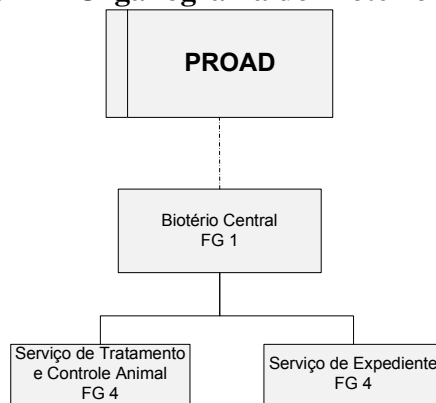 PROAD
Biotério Central
FG 1
Serviço de Tratamento
e Controle Animal
FG 4
Serviço de Expediente
FG 4